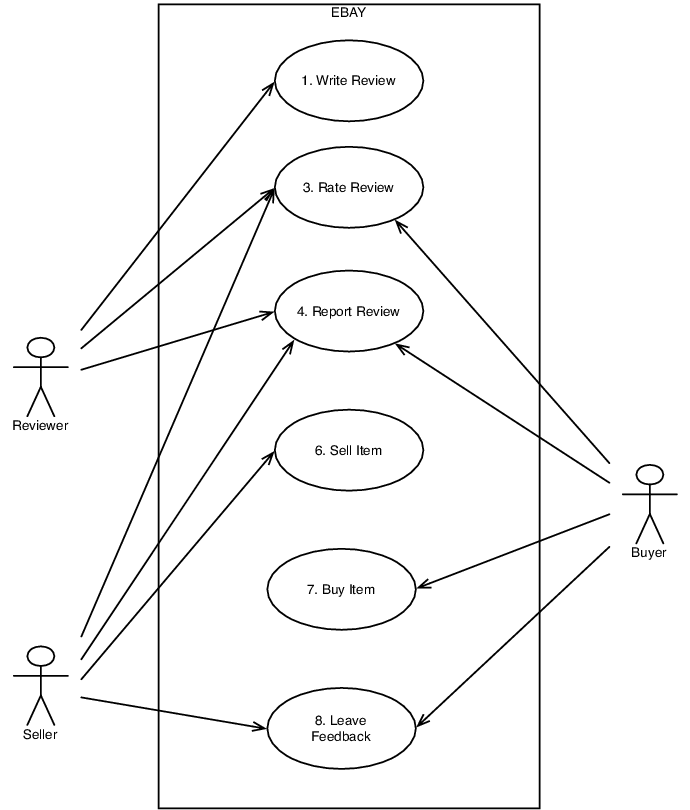 EBAY
1. Write Review
3. Rate Review
4. Report Review
Reviewer
6. Sell Item
Buyer
7. Buy Item
Seller
8. Leave
Feedback